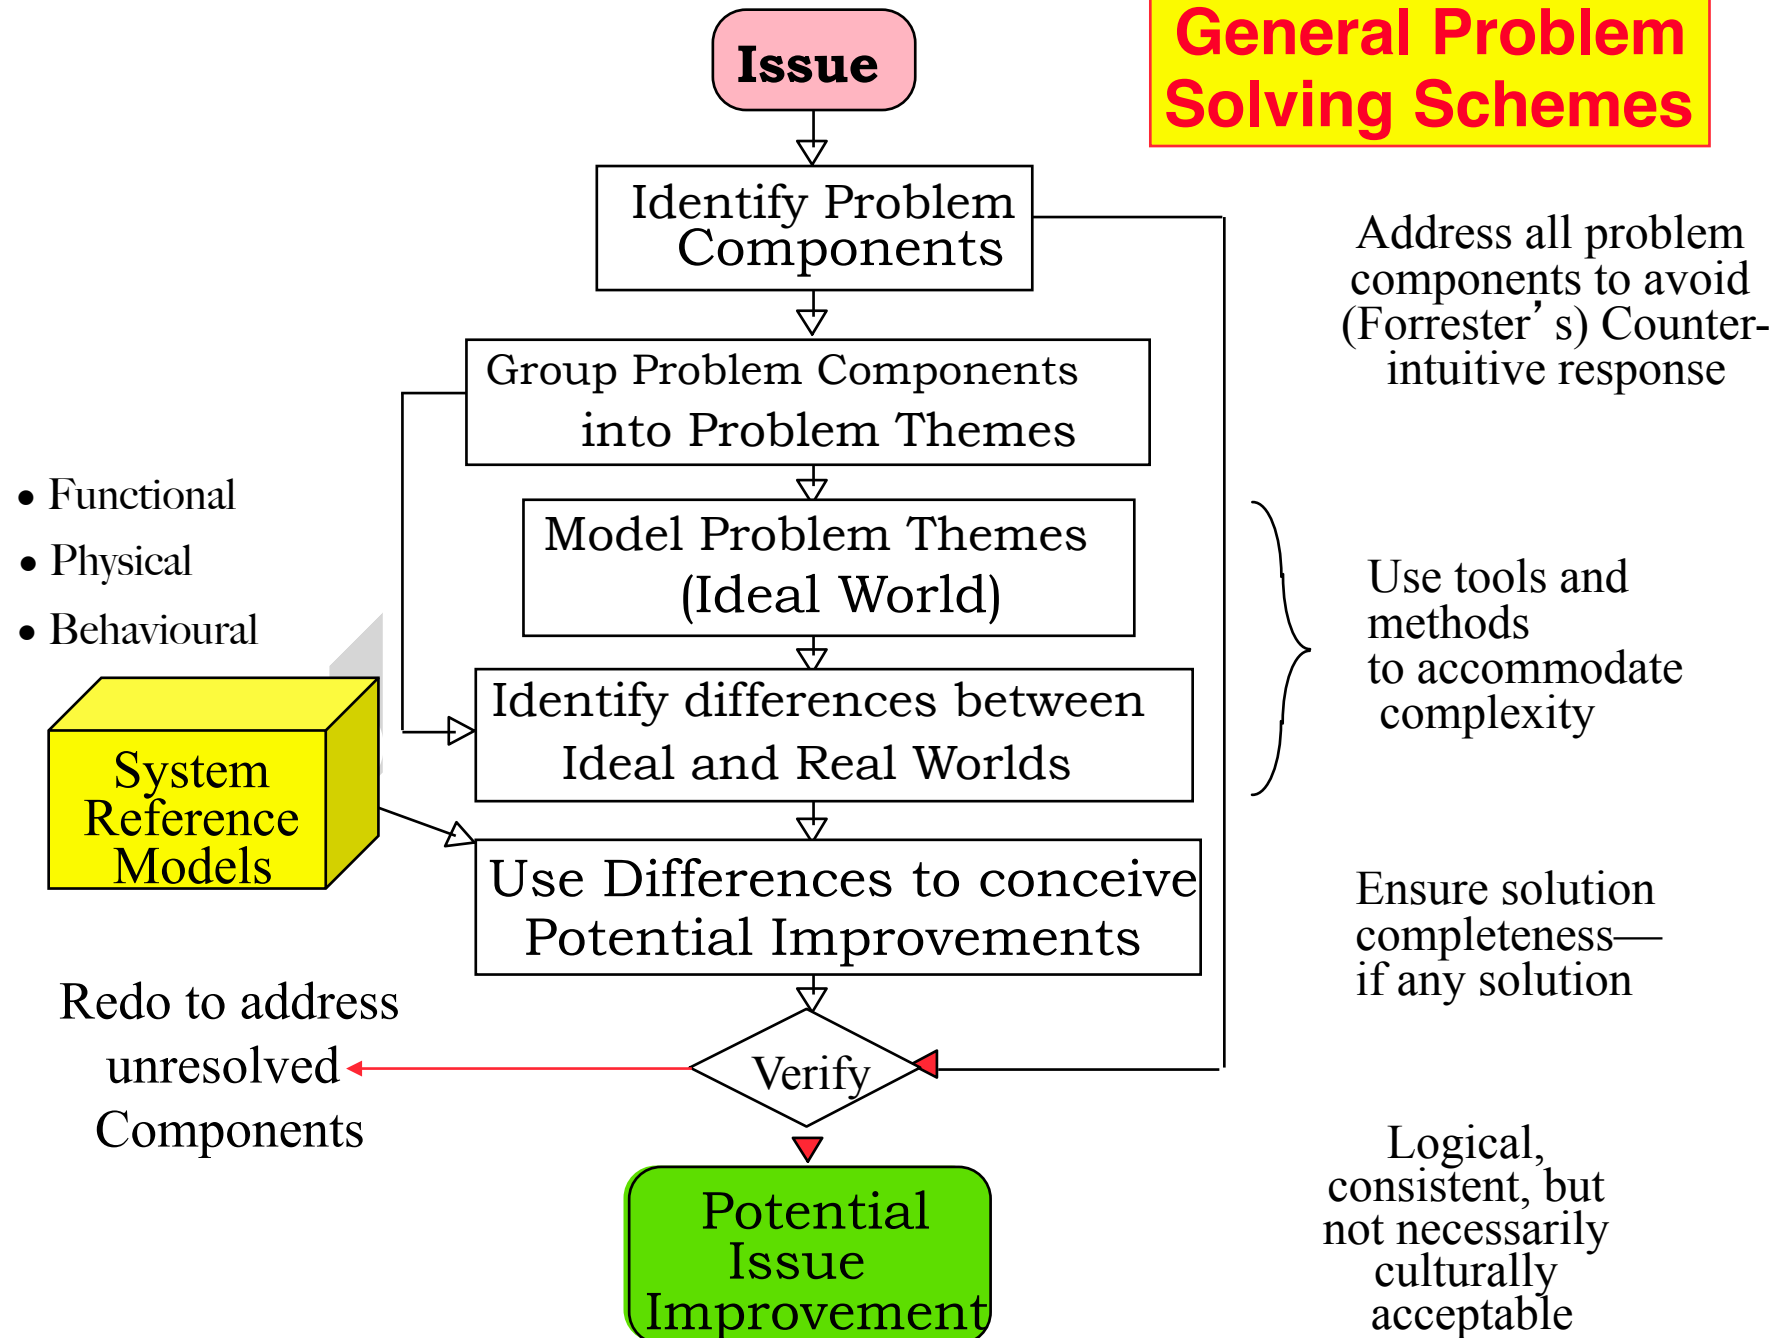 General Problem
Solving Schemes
Issue
Identify Problem
Components
Address all problem
components to avoid
(Forrester’ s) Counter-
intuitive response
Group Problem Components
into Problem Themes
• Functional
• Physical
• Behavioural
Model Problem Themes
(Ideal World)
Use tools and
methods
to accommodate
complexity
Identify differences between
Ideal and Real Worlds
System
Reference
Models
Use Differences to conceive
Potential Improvements
Ensure solution
completeness—
if any solution
Redo to address
unresolved
Components
Verify
Potential
Issue
Improvement
Logical,
consistent, but
not necessarily
culturally
acceptable